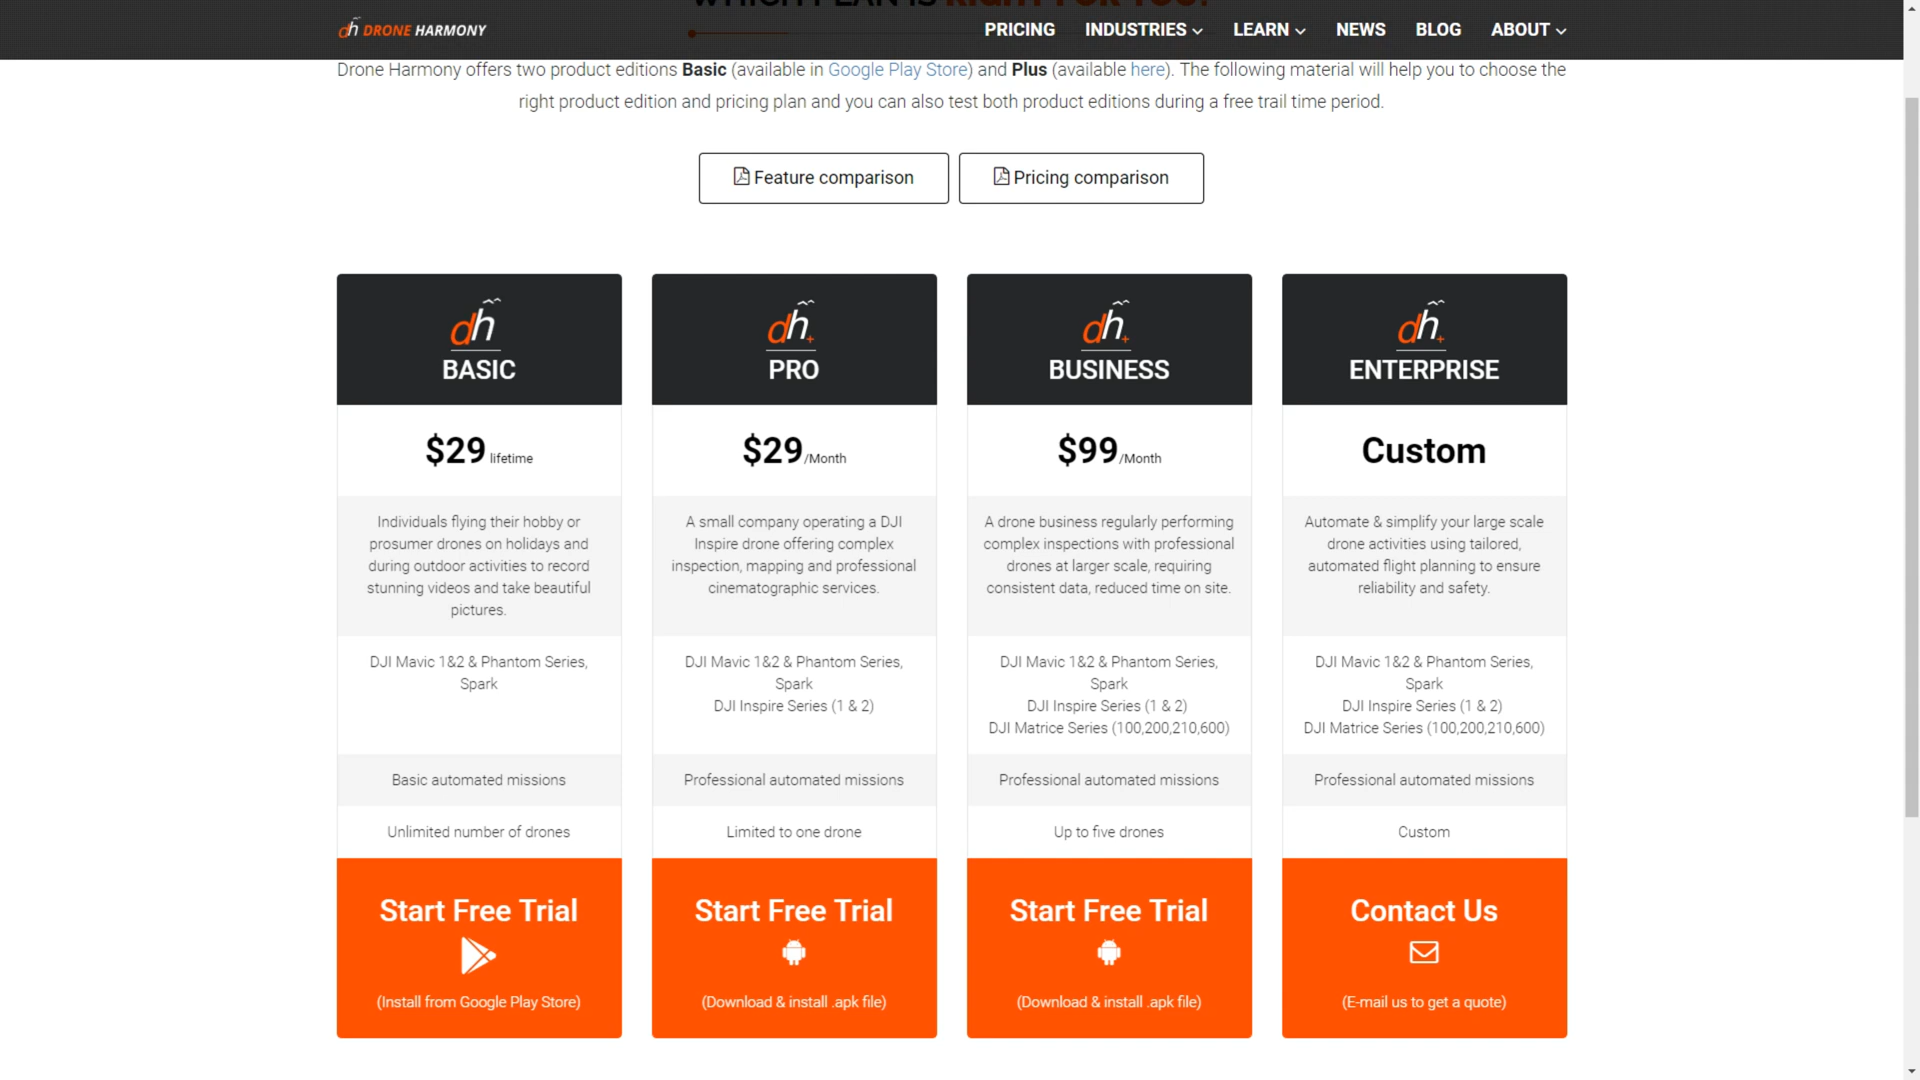 WHICH PLAN IS Right FOR YOU?
dh DRONE HARMONY
PRICING INDUSTRIES LEARN NEWS BLOG ABOUT
Drone Harmony offers two product editions Basic (available in Google Play Store) and Plus (available here). The following material will help you to choose the
right product edition and pricing plan and you can also test both product editions during a free trail time period.
Feature comparison
Pricing comparison
dh
BASIC
$29 lifetime
Individuals flying their hobby or
prosumer drones on holidays and
during outdoor activities to record
stunning videos and take beautiful
pictures.
DJI Mavic 1&2 & Phantom Series,
Spark
Basic automated missions
Unlimited number of drones
Start Free Trial
(Install from Google Play Store)
dh+
PRO
$29/Month
A small company operating a DJI
Inspire drone offering complex
inspection, mapping and professional
cinematographic services.
DJI Mavic 1&2 & Phantom Series,
Spark
DJI Inspire Series (1 & 2)
Professional automated missions
Limited to one drone
Start Free Trial
(Download & install .apk file)
dh+
BUSINESS
$99/Month
A drone business regularly performing
complex inspections with professional
drones at larger scale, requiring
consistent data, reduced time on site.
DJI Mavic 1&2 & Phantom Series,
Spark
DJI Inspire Series (1 & 2)
DJI Matrice Series (100,200,210,600)
Professional automated missions
Up to five drones
Start Free Trial
(Download & install .apk file)
dh+
ENTERPRISE
Custom
Automate & simplify your large scale
drone activities using tailored,
automated flight planning to ensure
reliability and safety.
DJI Mavic 1&2 & Phantom Series,
Spark
DJI Inspire Series (1 & 2)
DJI Matrice Series (100,200,210,600)
Professional automated missions
Custom
Contact Us
(E-mail us to get a quote)